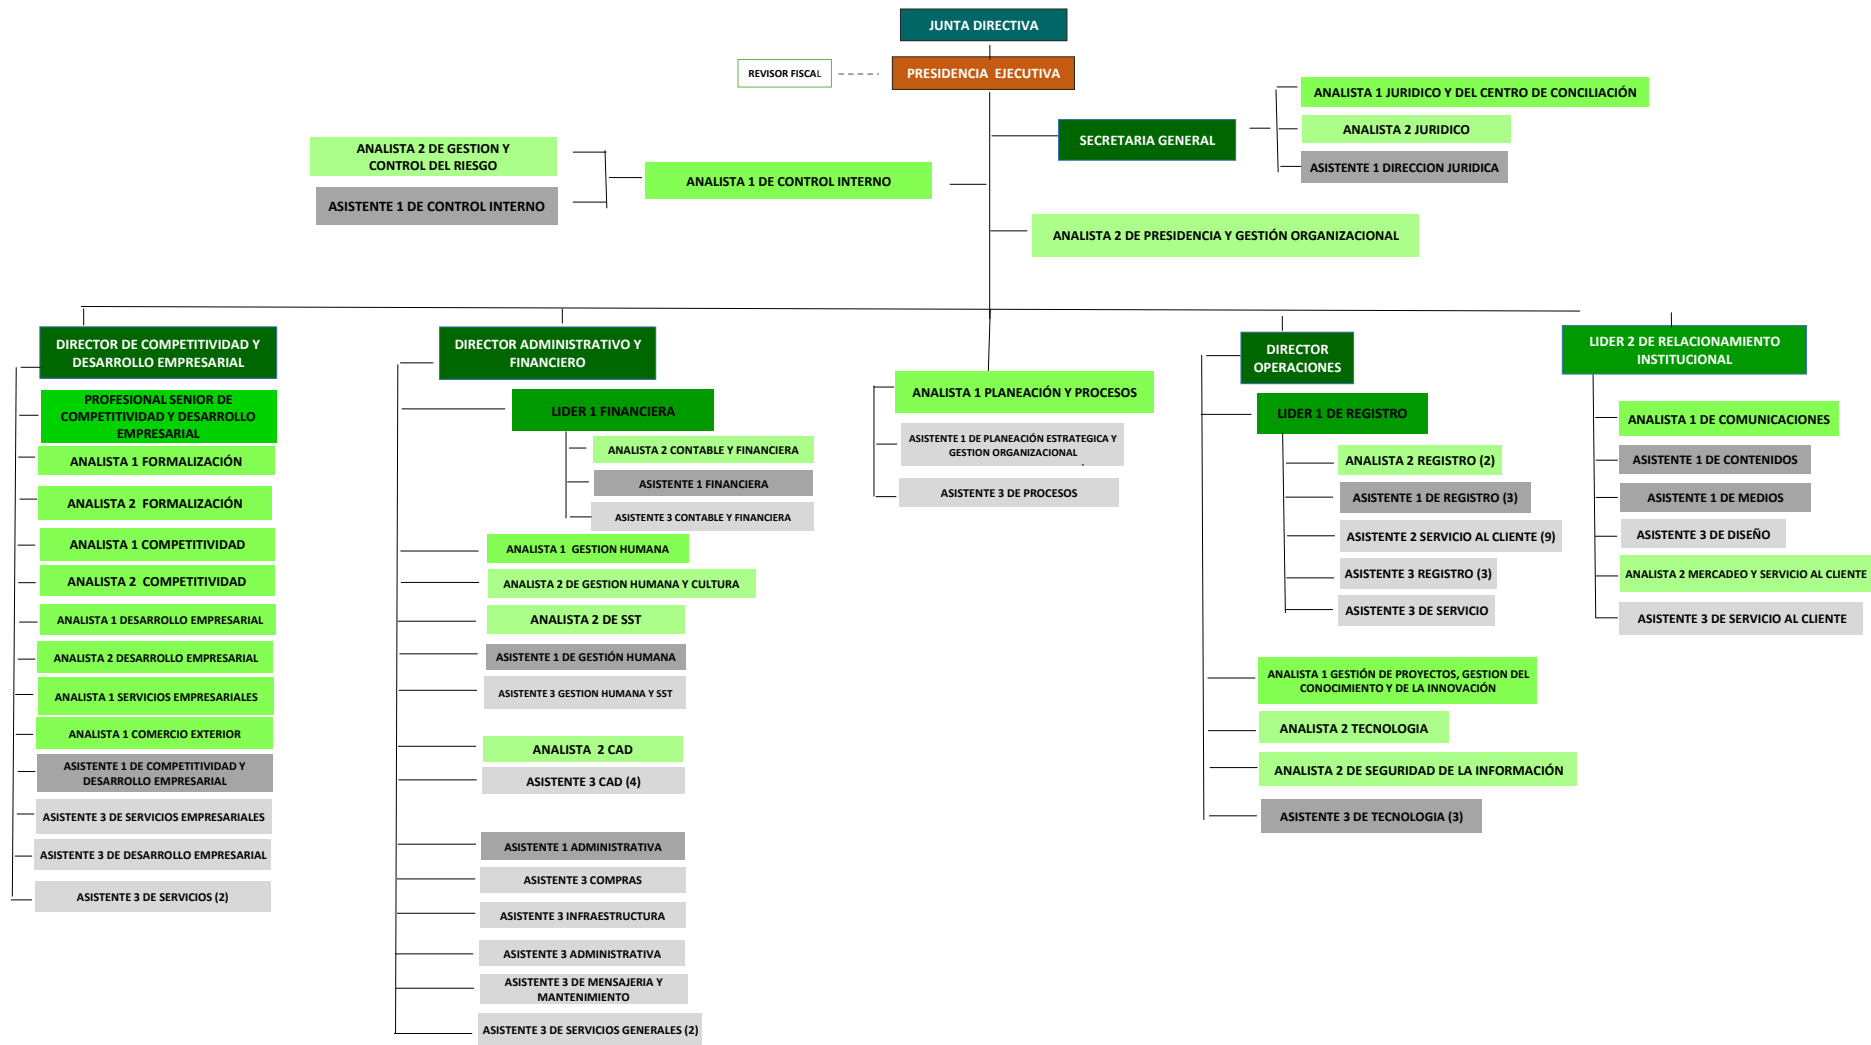 JUNTA DIRECTIVA
REVISOR FISCAL
PRESIDENCIA EJECUTIVA
SECRETARIA GENERAL
ANALISTA 1 JURIDICO Y DEL CENTRO DE CONCILIACIÓN
ANALISTA 2 JURIDICO
ASISTENTE 1 DIRECCION JURIDICA
ANALISTA 2 DE GESTION Y
CONTROL DEL RIESGO
ASISTENTE 1 DE CONTROL INTERNO
ANALISTA 1 DE CONTROL INTERNO
ANALISTA 2 DE PRESIDENCIA Y GESTIÓN ORGANIZACIONAL
DIRECTOR DE COMPETITIVIDAD Y
DESARROLLO EMPRESARIAL
PROFESIONAL SENIOR DE
COMPETITIVIDAD Y DESARROLLO
EMPRESARIAL
ANALISTA 1 FORMALIZACIÓN
ANALISTA 2 FORMALIZACIÓN
ANALISTA 1 COMPETITIVIDAD
ANALISTA 2 COMPETITIVIDAD
ANALISTA 1 DESARROLLO EMPRESARIAL
ANALISTA 2 DESARROLLO EMPRESARIAL
ANALISTA 1 SERVICIOS EMPRESARIALES
ANALISTA 1 COMERCIO EXTERIOR
ASISTENTE 1 DE COMPETITIVIDAD Y
DESARROLLO EMPRESARIAL
ASISTENTE 3 DE SERVICIOS EMPRESARIALES
ASISTENTE 3 DE DESARROLLO EMPRESARIAL
ASISTENTE 3 DE SERVICIOS (2)
DIRECTOR ADMINISTRATIVO Y
FINANCIERO
LIDER 1 FINANCIERA
ANALISTA 2 CONTABLE Y FINANCIERA
ASISTENTE 1 FINANCIERA
ASISTENTE 3 CONTABLE Y FINANCIERA
ANALISTA 1 GESTION HUMANA
ANALISTA 2 DE GESTION HUMANA Y CULTURA
ANALISTA 2 DE SST
ASISTENTE 1 DE GESTIÓN HUMANA
ASISTENTE 3 GESTION HUMANA Y SST
ANALISTA 2 CAD
ASISTENTE 3 CAD (4)
ASISTENTE 1 ADMINISTRATIVA
ASISTENTE 3 COMPRAS
ASISTENTE 3 INFRAESTRUCTURA
ASISTENTE 3 ADMINISTRATIVA
ASISTENTE 3 DE MENSAJERIA Y
MANTENIMIENTO
ASISTENTE 3 DE SERVICIOS GENERALES (2)
ANALISTA 1 PLANEACIÓN Y PROCESOS
ASISTENTE 1 DE PLANEACIÓN ESTRATEGICA Y
GESTION ORGANIZACIONAL
ASISTENTE 3 DE PROCESOS
DIRECTOR
OPERACIONES
LIDER 1 DE REGISTRO
ANALISTA 2 REGISTRO (2)
ASISTENTE 1 DE REGISTRO (3)
ASISTENTE 2 SERVICIO AL CLIENTE (9)
ASISTENTE 3 REGISTRO (3)
ASISTENTE 3 DE SERVICIO
ANALISTA 1 GESTIÓN DE PROYECTOS, GESTION DEL
CONOCIMIENTO Y DE LA INNOVACIÓN
ANALISTA 2 TECNOLOGIA
ANALISTA 2 DE SEGURIDAD DE LA INFORMACIÓN
ASISTENTE 3 DE TECNOLOGIA (3)
LIDER 2 DE RELACIONAMIENTO
INSTITUCIONAL
ANALISTA 1 DE COMUNICACIONES
ASISTENTE 1 DE CONTENIDOS
ASISTENTE 1 DE MEDIOS
ASISTENTE 3 DE DISEÑO
ANALISTA 2 MERCADEO Y SERVICIO AL CLIENTE
ASISTENTE 3 DE SERVICIO AL CLIENTE